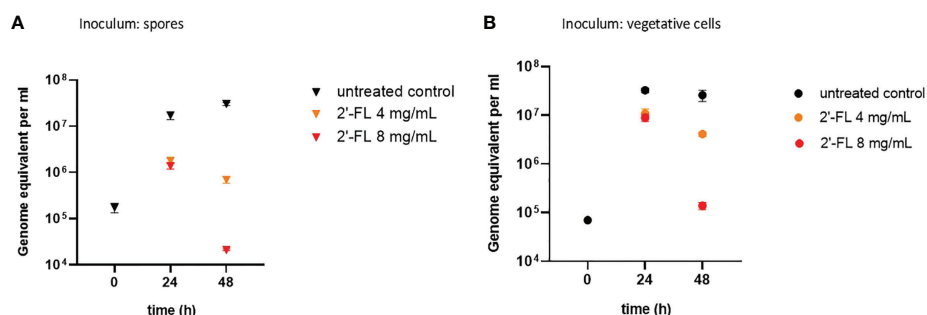 A
Inoculum: spores
Genome equivalent per ml
10⁸
10⁷
10⁶
10⁵
10⁴
0 24 48
time (h)
untreated control
2'-FL 4 mg/mL
2'-FL 8 mg/mL
B
Inoculum: vegetative cells
Genome equivalent per ml
10⁸
10⁷
10⁶
10⁵
10⁴
0 24 48
time (h)
untreated control
2'-FL 4 mg/mL
2'-FL 8 mg/mL